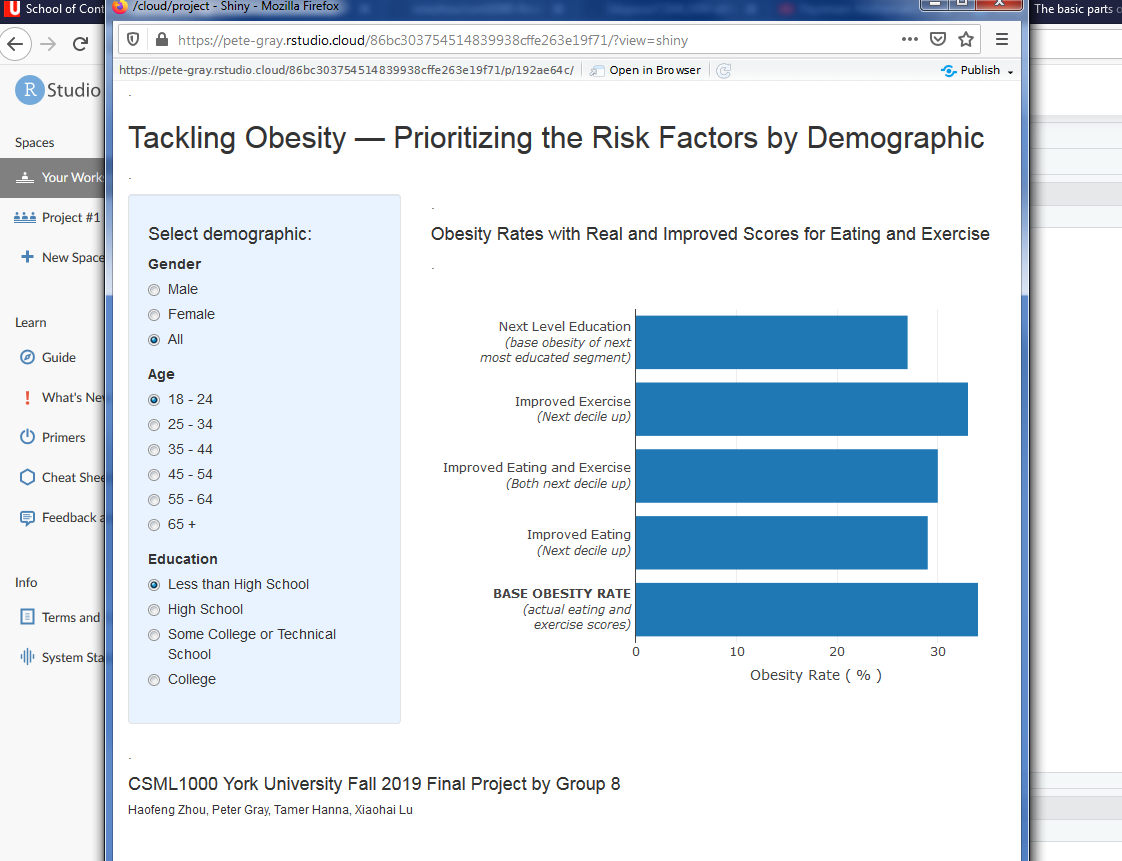 School of Cont
/cloud/project - Shiny - Mozilla Firefox
The basic parts o
https://pete-gray.rstudio.cloud/86bc303754514839938cffe263e19f71/?view=shiny
https://pete-gray.rstudio.cloud/86bc303754514839938cffe263e19f71/p/192ae64c/
Open in Browser
Publish
R Studio
Spaces
Your Work
Project #1
New Space
Learn
Guide
What's New
Primers
Cheat Shee
Feedback a
Info
Terms and
System Sta
Tackling Obesity — Prioritizing the Risk Factors by Demographic
Select demographic:
Gender
Male
Female
All
Age
18 - 24
25 - 34
35 - 44
45 - 54
55 - 64
65 +
Education
Less than High School
High School
Some College or Technical
School
College
Obesity Rates with Real and Improved Scores for Eating and Exercise
Next Level Education
(base obesity of next
most educated segment)
Improved Exercise
(Next decile up)
Improved Eating and Exercise
(Both next decile up)
Improved Eating
(Next decile up)
BASE OBESITY RATE
(actual eating and
exercise scores)
0 10 20 30
Obesity Rate ( % )
CSML1000 York University Fall 2019 Final Project by Group 8
Haofeng Zhou, Peter Gray, Tamer Hanna, Xiaohai Lu